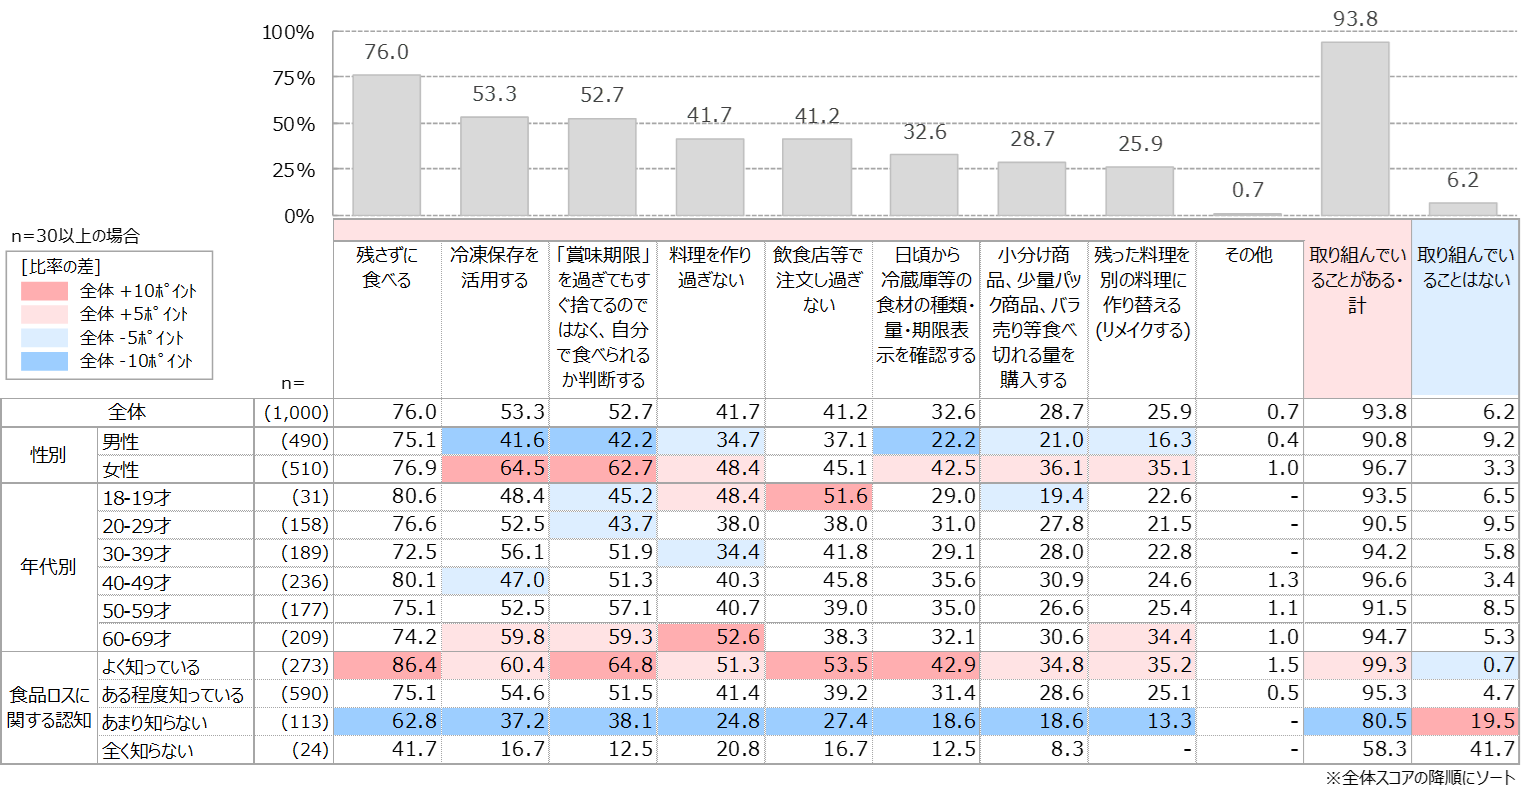 100%
75%
50%
25%
0%
76.0
53.3
52.7
41.7
41.2
32.6
28.7
25.9
0.7
93.8
6.2
n=30以上の場合
[比率の差]
全体 +10ﾎﾟｲﾝﾄ
全体 +5ﾎﾟｲﾝﾄ
全体 -5ﾎﾟｲﾝﾄ
全体 -10ﾎﾟｲﾝﾄ
n=
残さずに
食べる
冷凍保存を
活用する
「賞味期限」
を過ぎてもす
ぐ捨てるので
はなく、自分
で食べられる
か判断する
料理を作り
過ぎない
飲食店等で
注文し過ぎ
ない
日頃から
冷蔵庫等の
食材の種類・
量・期限表
示を確認する
小分け商
品、少量パッ
ク商品、バラ
売り等食べ
切れる量を
購入する
残った料理を
別の料理に
作り替える
(リメイクする)
その他
取り組んでい
ることがある・
計
取り組んでい
ることはない
全体 (1,000) 76.0 53.3 52.7 41.7 41.2 32.6 28.7 25.9 0.7 93.8 6.2
性別
男性 (490) 75.1 41.6 42.2 34.7 37.1 22.2 21.0 16.3 0.4 90.8 9.2
女性 (510) 76.9 64.5 62.7 48.4 45.1 42.5 36.1 35.1 1.0 96.7 3.3
年代別
18-19才 (31) 80.6 48.4 45.2 48.4 51.6 29.0 19.4 22.6 - 93.5 6.5
20-29才 (158) 76.6 52.5 43.7 38.0 38.0 31.0 27.8 21.5 - 90.5 9.5
30-39才 (189) 72.5 56.1 51.9 34.4 41.8 29.1 28.0 22.8 - 94.2 5.8
40-49才 (236) 80.1 47.0 51.3 40.3 45.8 35.6 30.9 24.6 1.3 96.6 3.4
50-59才 (177) 75.1 52.5 57.1 40.7 39.0 35.0 26.6 25.4 1.1 91.5 8.5
60-69才 (209) 74.2 59.8 59.3 52.6 38.3 32.1 30.6 34.4 1.0 94.7 5.3
食品ロスに
関する認知
よく知っている (273) 86.4 60.4 64.8 51.3 53.5 42.9 34.8 35.2 1.5 99.3 0.7
ある程度知っている (590) 75.1 54.6 51.5 41.4 39.2 31.4 28.6 25.1 0.5 95.3 4.7
あまり知らない (113) 62.8 37.2 38.1 24.8 27.4 18.6 18.6 13.3 - 80.5 19.5
全く知らない (24) 41.7 16.7 12.5 20.8 16.7 12.5 8.3 - - 58.3 41.7
※全体スコアの降順にソート